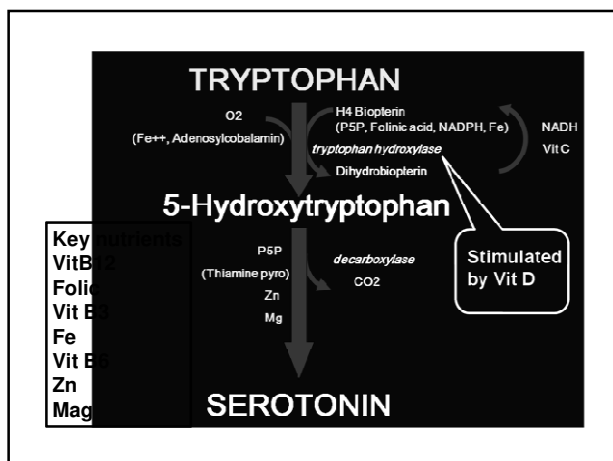 TRYPTOPHAN
O2
(Fe++, Adenosylcobalamin)
H4 Biopterin
(P5P, Folinic acid, NADPH, Fe)
tryptophan hydroxylase
Dihydrobiopterin
NADH
Vit C
5-Hydroxytryptophan
Key nutrients
VitB12
Folic
Vit B3
Fe
Vit B6
Zn
Mag
P5P
(Thiamine pyro)
Zn
Mg
decarboxylase
CO2
Stimulated
by Vit D
SEROTONIN